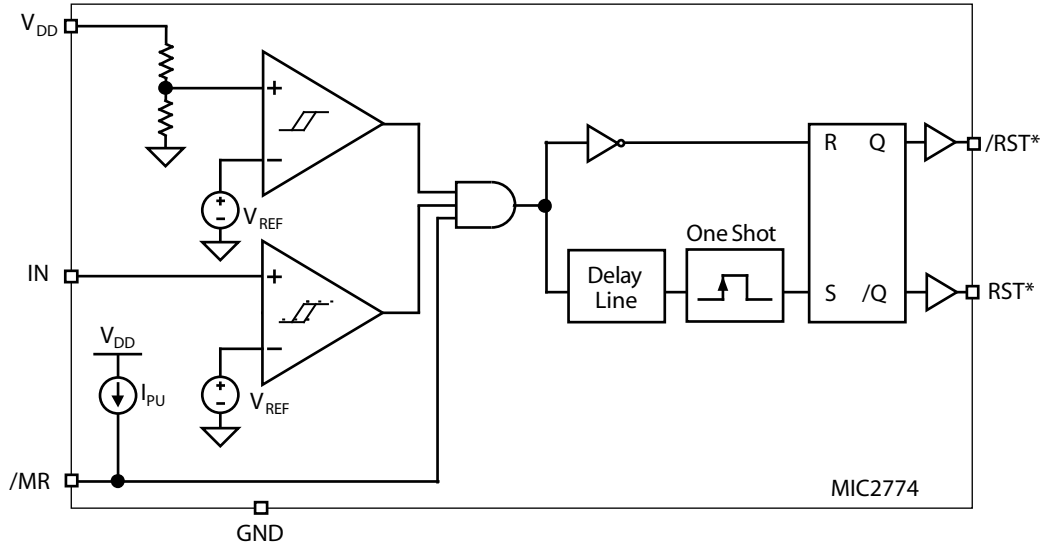 VDD
+
−
+
−
VREF
R
Q
/RST*
One Shot
IN
+
−
Delay
Line
S
/Q
RST*
VDD
IPU
+
−
VREF
/MR
MIC2774
GND